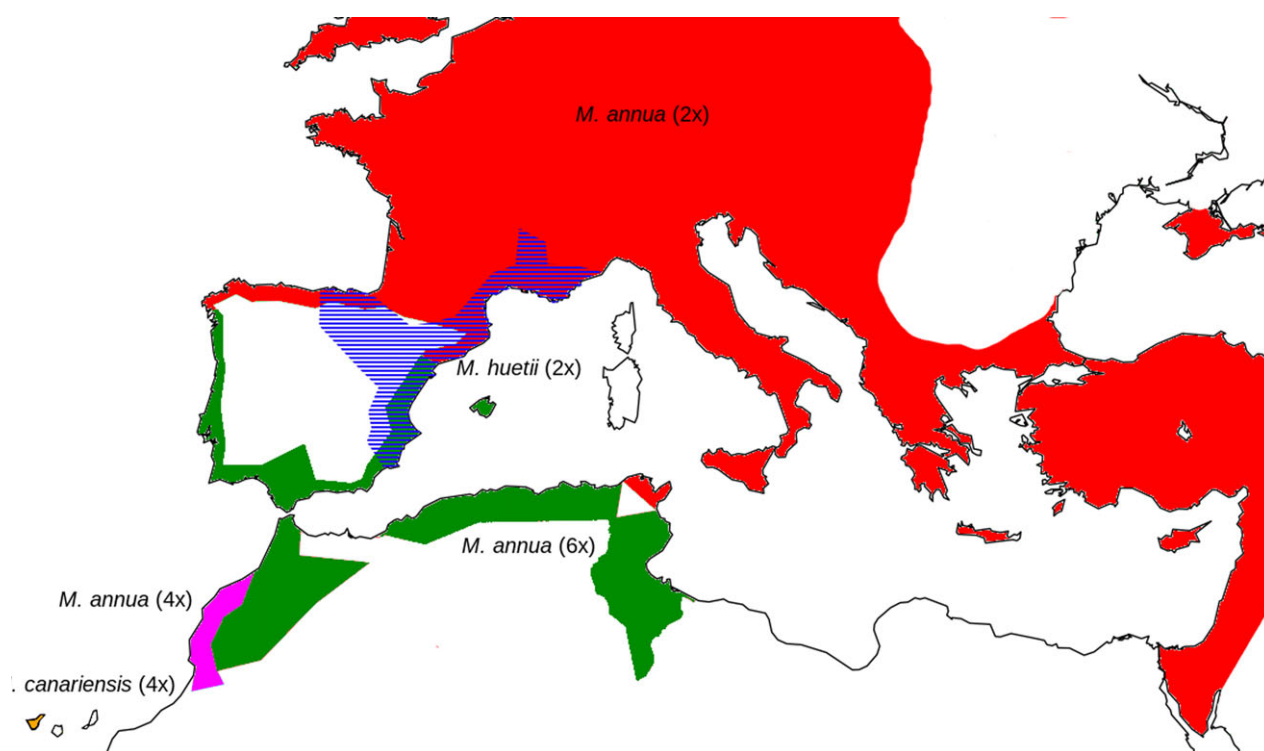 M. annua (2x)
M. huetii (2x)
M. annua (6x)
M. annua (4x)
. canariensis (4x)